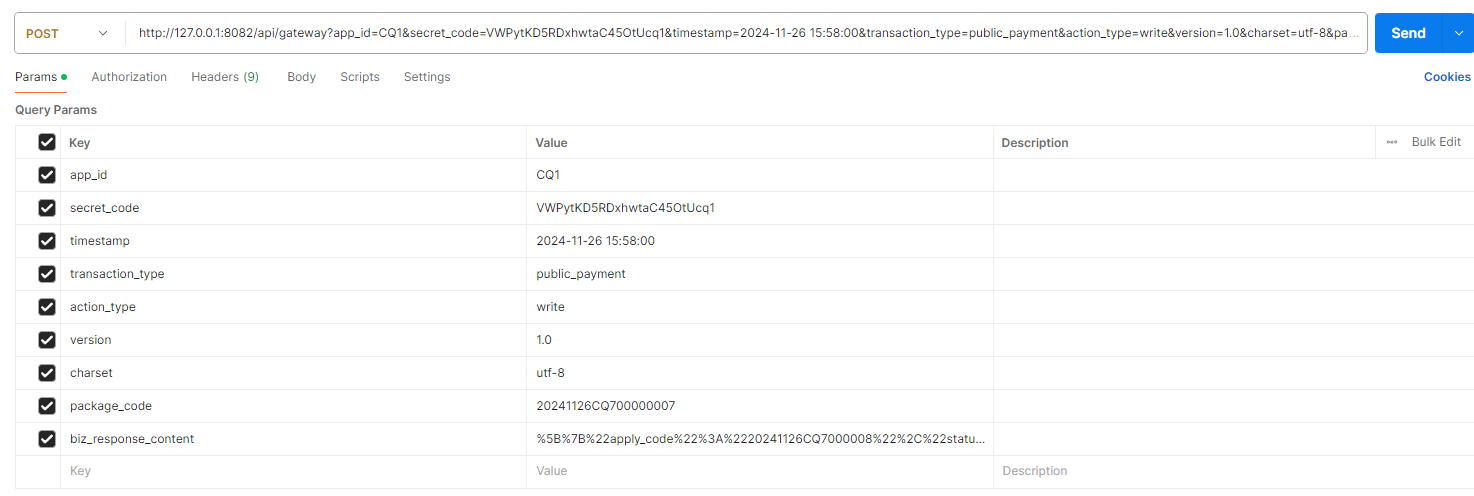 POST http://127.0.0.1:8082/api/gateway?app_id=CQ1&secret_code=VWPytKD5RDxhwtaC45OtUcq1&timestamp=2024-11-26 15:58:00&transaction_type=public_payment&action_type=write&version=1.0&charset=utf-8&pa... Send
Params Authorization Headers (9) Body Scripts Settings Cookies
Query Params
Key Value Description Bulk Edit
app_id CQ1
secret_code VWPytKD5RDxhwtaC45OtUcq1
timestamp 2024-11-26 15:58:00
transaction_type public_payment
action_type write
version 1.0
charset utf-8
package_code 20241126CQ700000007
biz_response_content %5B%7B%22apply_code%22%3A%2220241126CQ7000008%22%2C%22statu...
Key Value Description